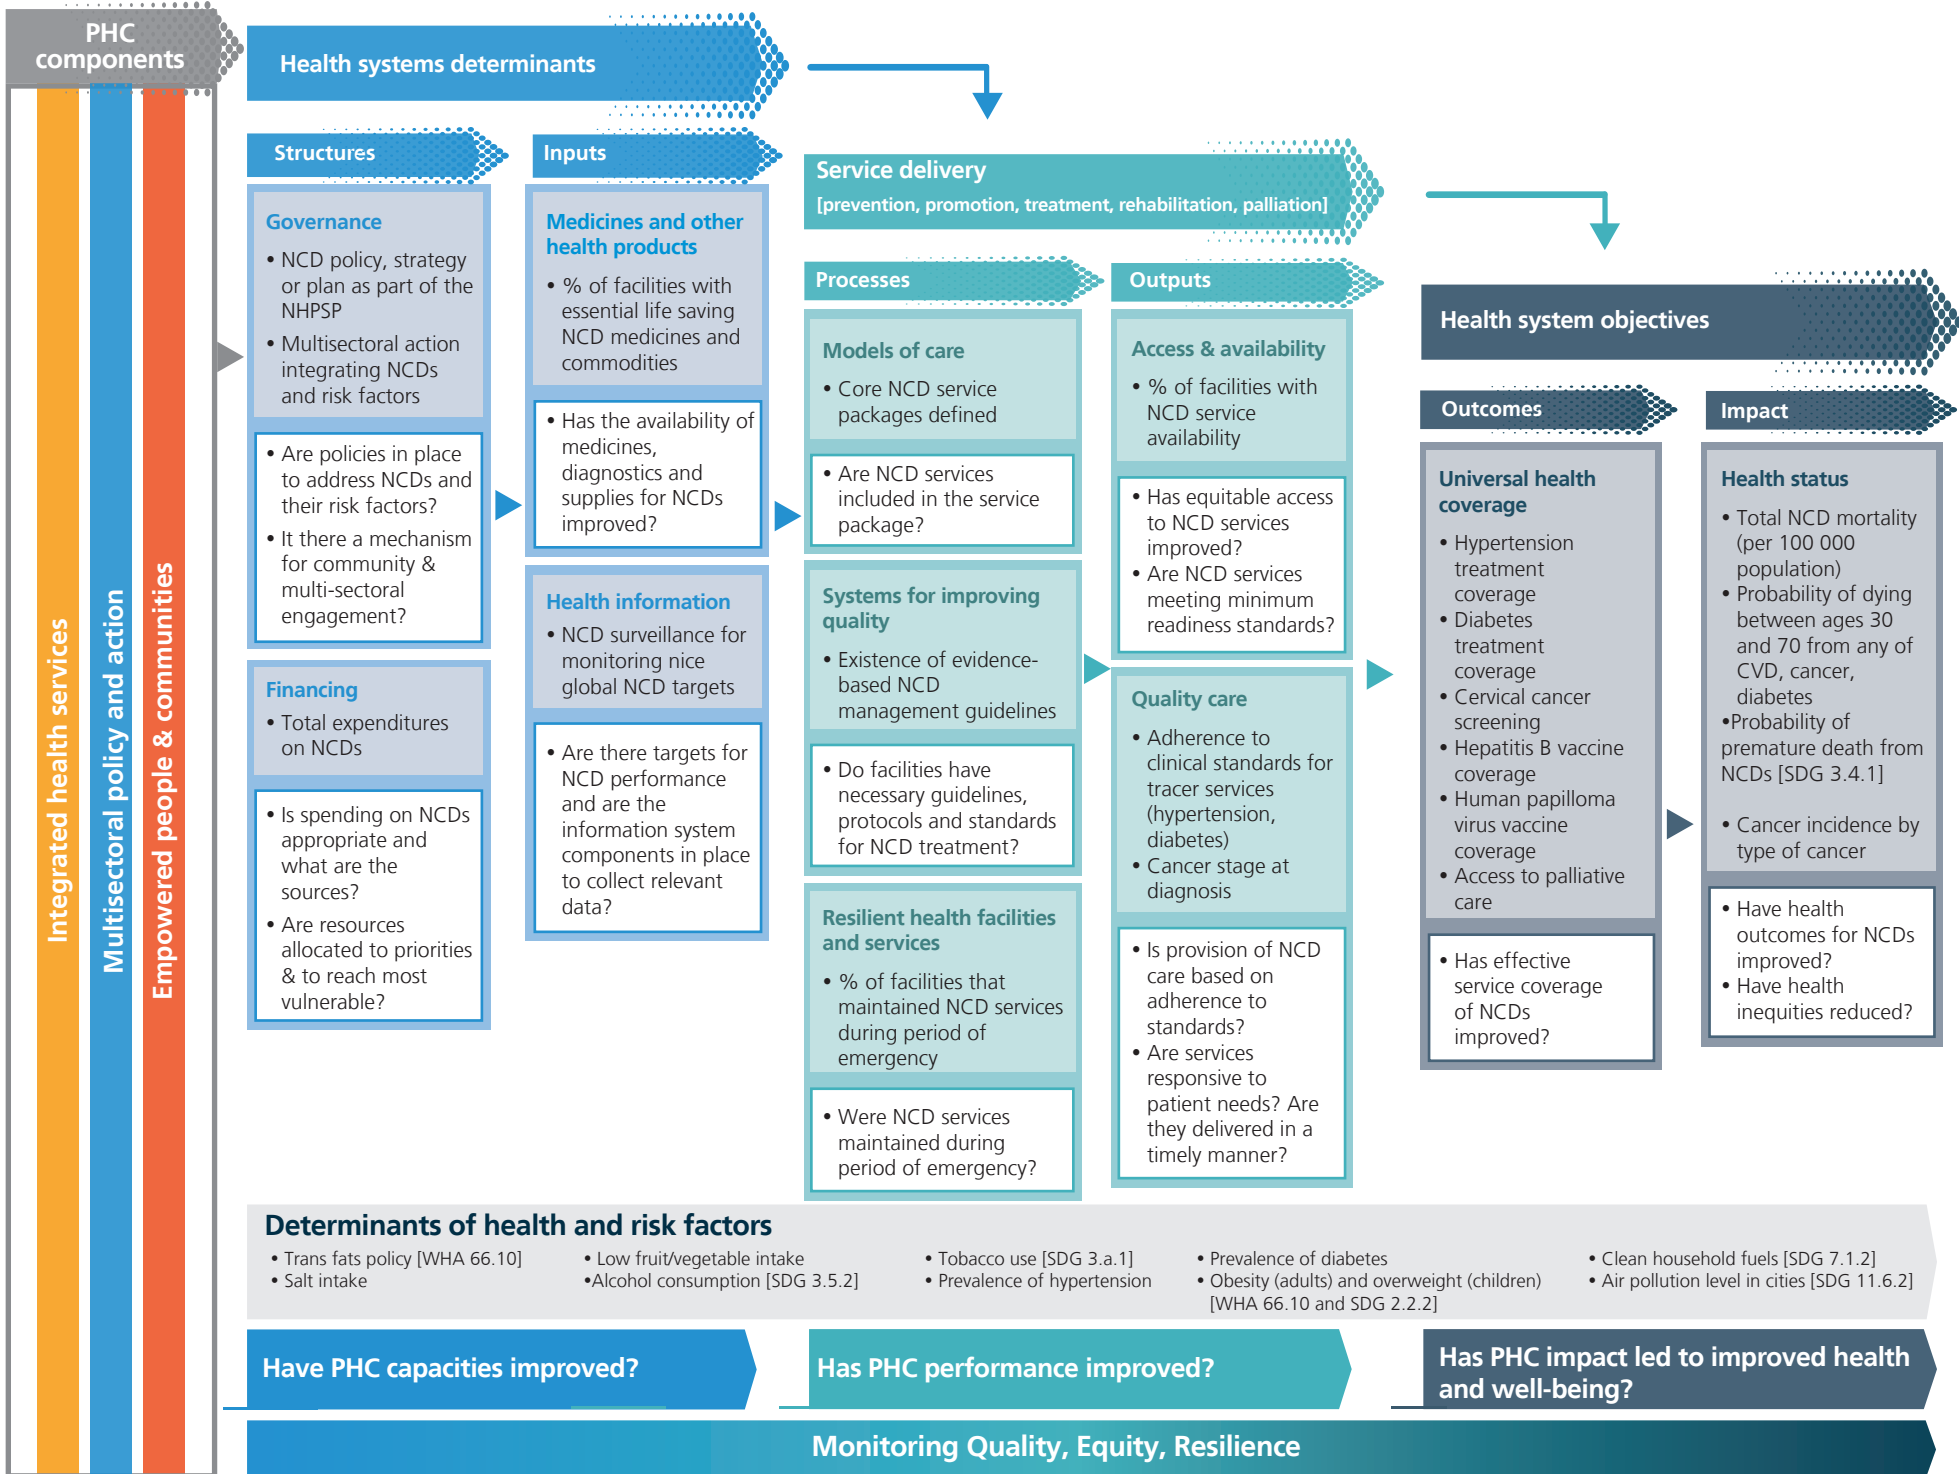 PHC
components
Integrated health services
Multisectoral policy and action
Empowered people & communities
Health systems determinants
Structures
Governance
• NCD policy, strategy
or plan as part of the
NHPSP
• Multisectoral action
integrating NCDs
and risk factors
• Are policies in place
to address NCDs and
their risk factors?
• It there a mechanism
for community &
multi-sectoral
engagement?
Financing
• Total expenditures
on NCDs
• Is spending on NCDs
appropriate and
what are the
sources?
• Are resources
allocated to priorities
& to reach most
vulnerable?
Inputs
Medicines and other
health products
• % of facilities with
essential life saving
NCD medicines and
commodities
• Has the availability of
medicines,
diagnostics and
supplies for NCDs
improved?
Health information
• NCD surveillance for
monitoring nice
global NCD targets
• Are there targets for
NCD performance
and are the
information system
components in place
to collect relevant
data?
Service delivery
[prevention, promotion, treatment, rehabilitation, palliation]
Processes
Models of care
• Core NCD service
packages defined
• Are NCD services
included in the service
package?
Systems for improving
quality
• Existence of evidence-
based NCD
management guidelines
• Do facilities have
necessary guidelines,
protocols and standards
for NCD treatment?
Resilient health facilities
and services
• % of facilities that
maintained NCD services
during period of
emergency
• Were NCD services
maintained during
period of emergency?
Outputs
Access & availability
• % of facilities with
NCD service
availability
• Has equitable access
to NCD services
improved?
• Are NCD services
meeting minimum
readiness standards?
Quality care
• Adherence to
clinical standards for
tracer services
(hypertension,
diabetes)
• Cancer stage at
diagnosis
• Is provision of NCD
care based on
adherence to
standards?
• Are services
responsive to
patient needs? Are
they delivered in a
timely manner?
Health system objectives
Outcomes
Universal health
coverage
• Hypertension
treatment
coverage
• Diabetes
treatment
coverage
• Cervical cancer
screening
• Hepatitis B vaccine
coverage
• Human papilloma
virus vaccine
coverage
• Access to palliative
care
• Has effective
service coverage
of NCDs
improved?
Impact
Health status
• Total NCD mortality
(per 100 000
population)
• Probability of dying
between ages 30
and 70 from any of
CVD, cancer,
diabetes
•Probability of
premature death from
NCDs [SDG 3.4.1]
• Cancer incidence by
type of cancer
• Have health
outcomes for NCDs
improved?
• Have health
inequities reduced?
Determinants of health and risk factors
• Trans fats policy [WHA 66.10]
• Salt intake
• Low fruit/vegetable intake
•Alcohol consumption [SDG 3.5.2]
• Tobacco use [SDG 3.a.1]
• Prevalence of hypertension
• Prevalence of diabetes
• Obesity (adults) and overweight (children)
[WHA 66.10 and SDG 2.2.2]
• Clean household fuels [SDG 7.1.2]
• Air pollution level in cities [SDG 11.6.2]
Have PHC capacities improved?
Has PHC performance improved?
Has PHC impact led to improved health
and well-being?
Monitoring Quality, Equity, Resilience